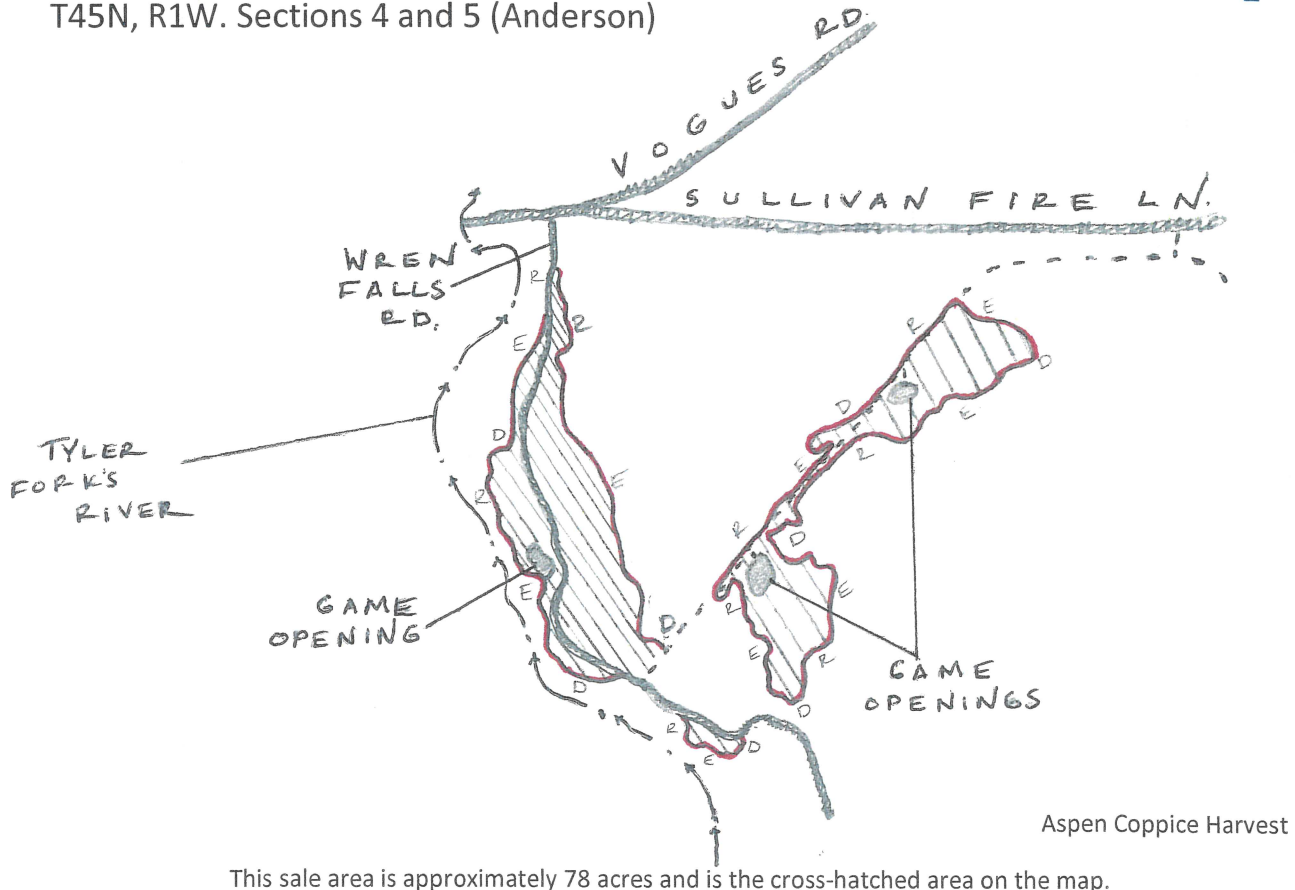 T45N, R1W. Sections 4 and 5 (Anderson)
VOGUES RD.
SULLIVAN FIRE LN.
WREN
FALLS
RD.
R
R
E
D
R
E
E
D
D
R
E
D
TYLER
FORK'S
RIVER
GAME
OPENING
E
R
D
D
E
R
E
R
D
R
E
E
R
D
GAME
OPENINGS
Aspen Coppice Harvest
This sale area is approximately 78 acres and is the cross-hatched area on the map.